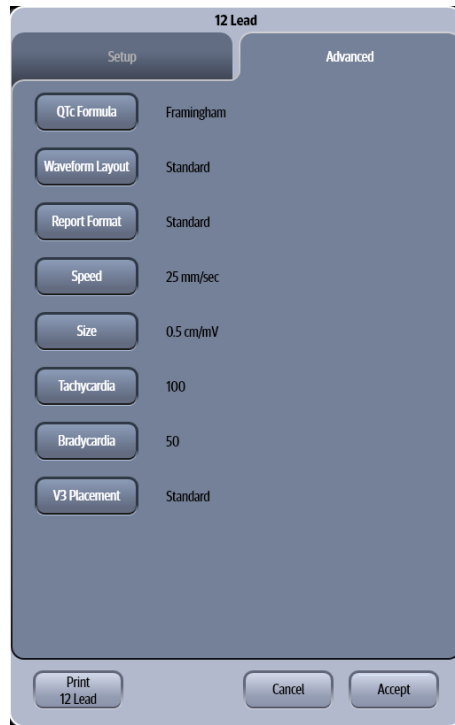 12 Lead
Setup
Advanced
QTc Formula
Framingham
Waveform Layout
Standard
Report Format
Standard
Speed
25 mm/sec
Size
0.5 cm/mV
Tachycardia
100
Bradycardia
50
V3 Placement
Standard
Print
12 Lead
Cancel
Accept